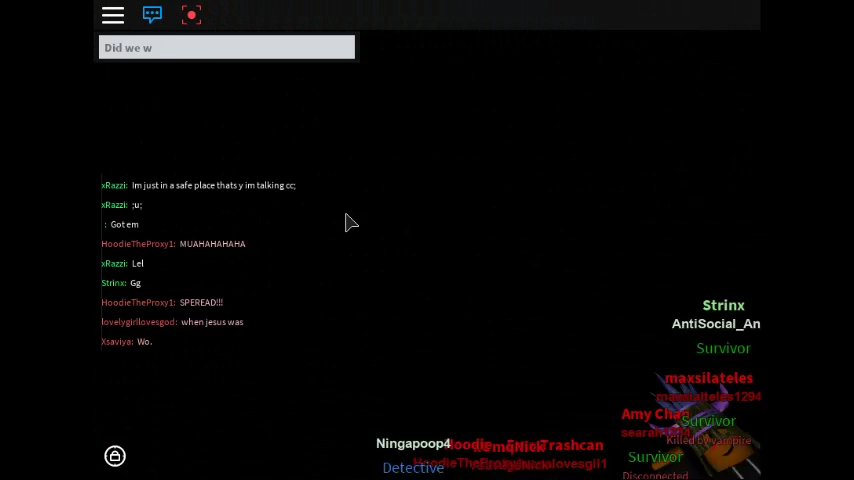 Did we w
xRazzi: Im just in a safe place thats y im talking cc;
xRazzi: ;u;
: Got em
HoodieTheProxy1: MUAHAHAHAHA
xRazzi: Lel
Strinx: Gg
HoodieTheProxy1: SPEREAD!!!
lovelygirllovesgod: when jesus was
Xsaviya: Wo.
Strinx
AntiSocial_An
Survivor
maxsilateles
Amy Cha
Survivor
Killed by vampire
Ningapoop4
Trashcan
Detective
Survivor
Disconnected